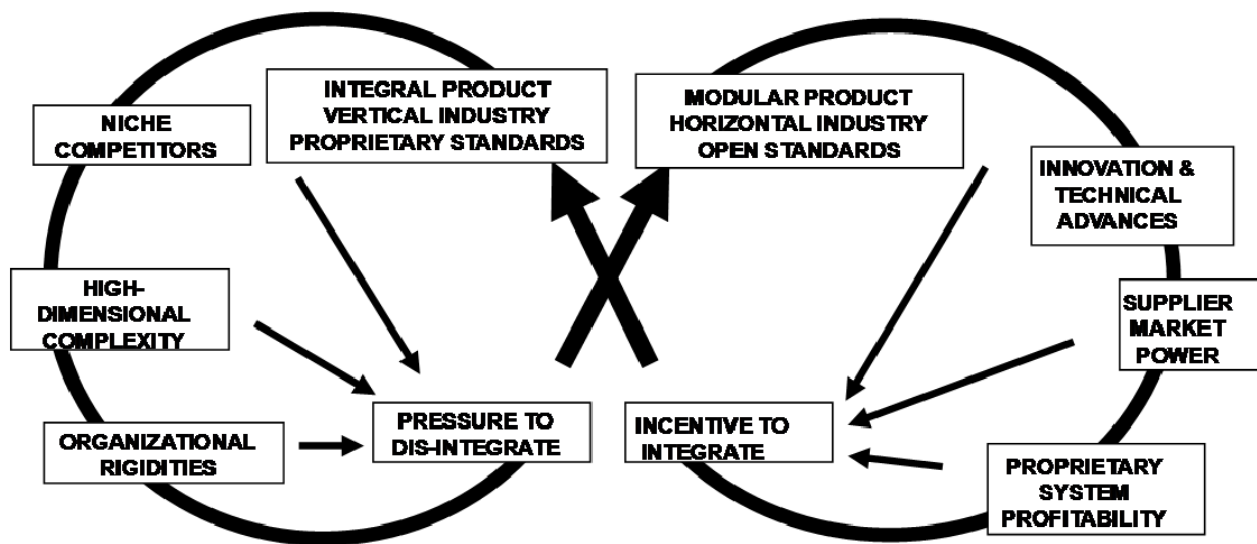 INTEGRAL PRODUCT
VERTICAL INDUSTRY
PROPRIETARY STANDARDS
NICHE
COMPETITORS
HIGH-
DIMENSIONAL
COMPLEXITY
ORGANIZATIONAL
RIGIDITIES
PRESSURE TO
DIS-INTEGRATE
MODULAR PRODUCT
HORIZONTAL INDUSTRY
OPEN STANDARDS
INNOVATION &
TECHNICAL
ADVANCES
SUPPLIER
MARKET
POWER
PROPRIETARY
SYSTEM
PROFITABILITY
INCENTIVE TO
INTEGRATE